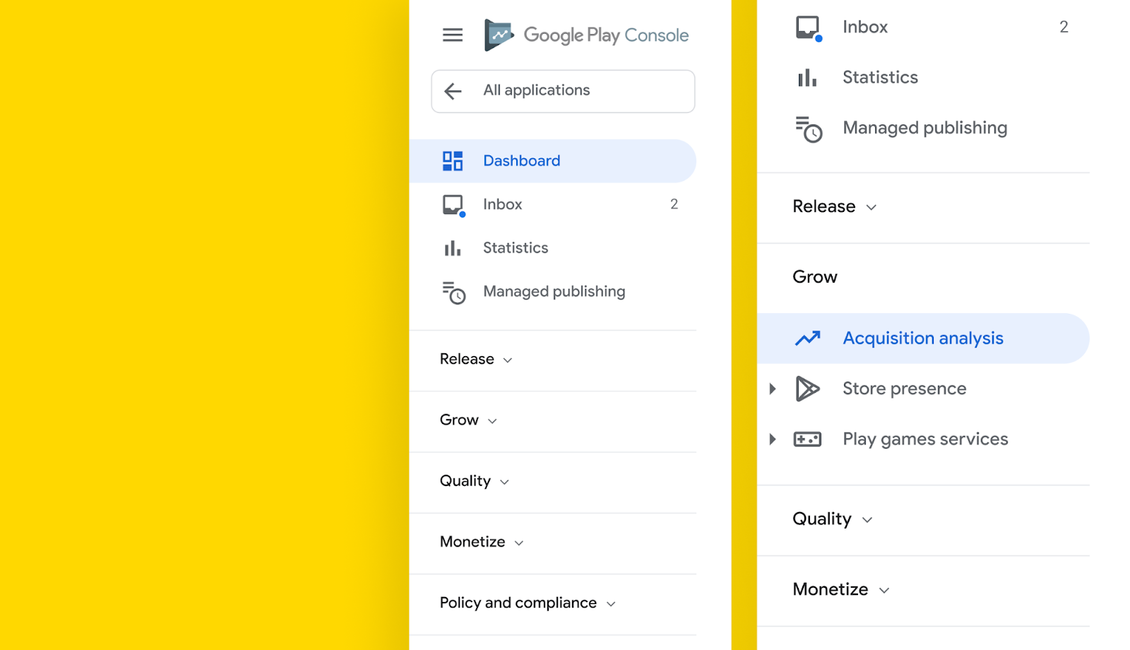 Google Play Console
All applications
Dashboard
Inbox 2
Statistics
Managed publishing
Release
Grow
Quality
Monetize
Policy and compliance
Inbox 2
Statistics
Managed publishing
Release
Grow
Acquisition analysis
Store presence
Play games services
Quality
Monetize